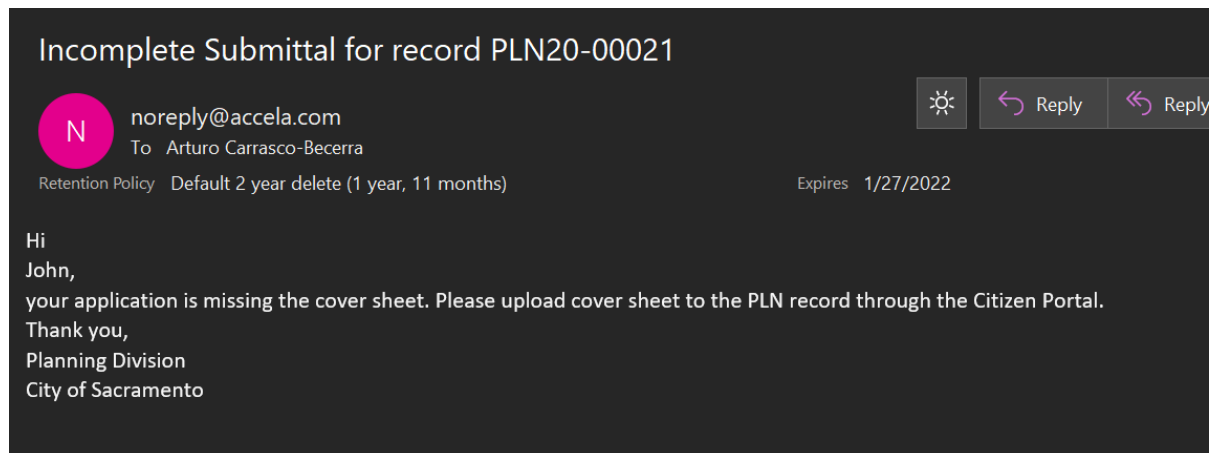 Incomplete Submittal for record PLN20-00021
N
noreply@accela.com
Reply
Reply
To Arturo Carrasco-Becerra
Retention Policy Default 2 year delete (1 year, 11 months)
Expires 1/27/2022
Hi
John,
your application is missing the cover sheet. Please upload cover sheet to the PLN record through the Citizen Portal.
Thank you,
Planning Division
City of Sacramento